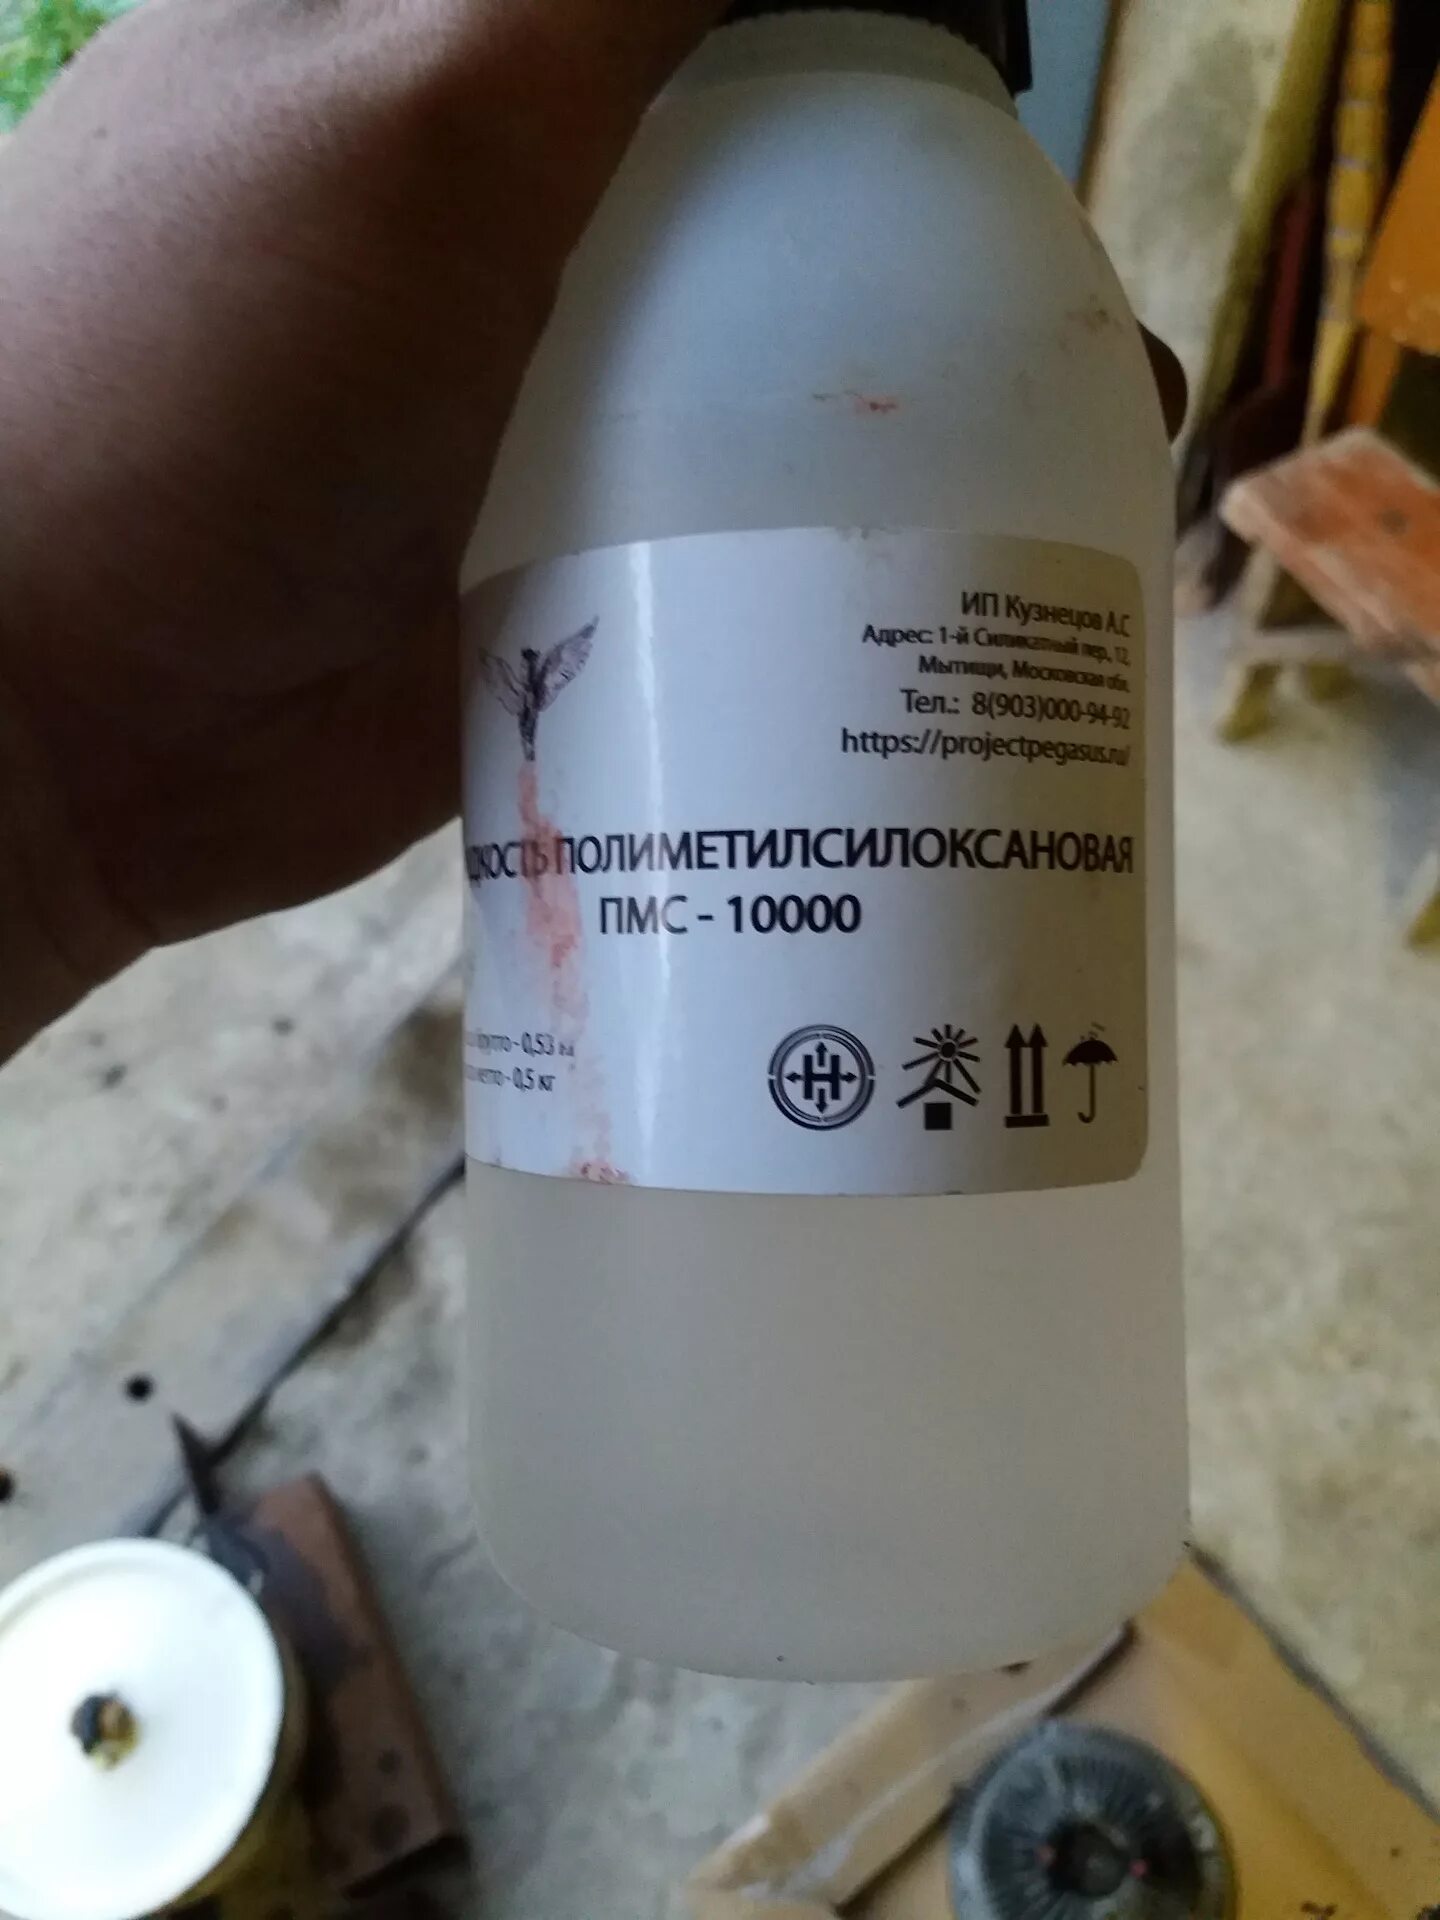 ИП Кузнецов А.С
Адрес: 1-й Силикатный пер, 12,
Мытищи, Московская обл,
Тел.: 8(903)000-94-92
https://projectpegasus.ru/
ПОЛИМЕТИЛСИЛОКСАНОВАЯ
ПМС - 10000
- 0,53
- 0,5 кг
Н